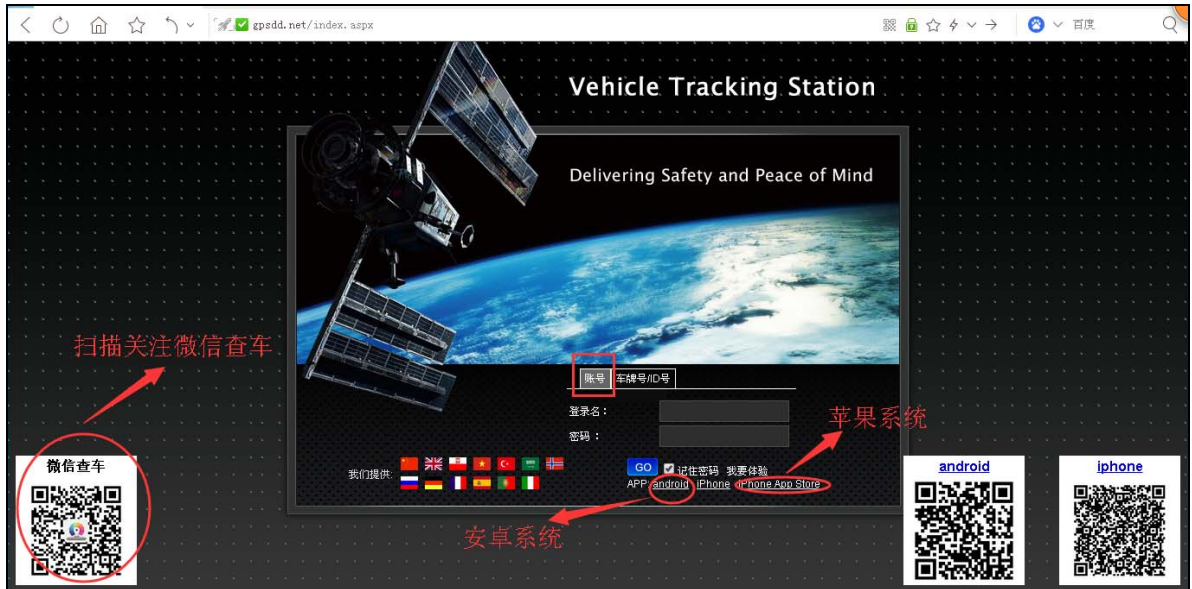 gpsdd.net/index.aspx
百度
Vehicle Tracking Station
Delivering Safety and Peace of Mind
扫描关注微信查车
账号 车牌号/ID号
登录名：
苹果系统
密码：
微信查车
我们提供:
GO 记住密码 我要体验
APP: android iPhone iPhone App Store
安卓系统
android
iphone